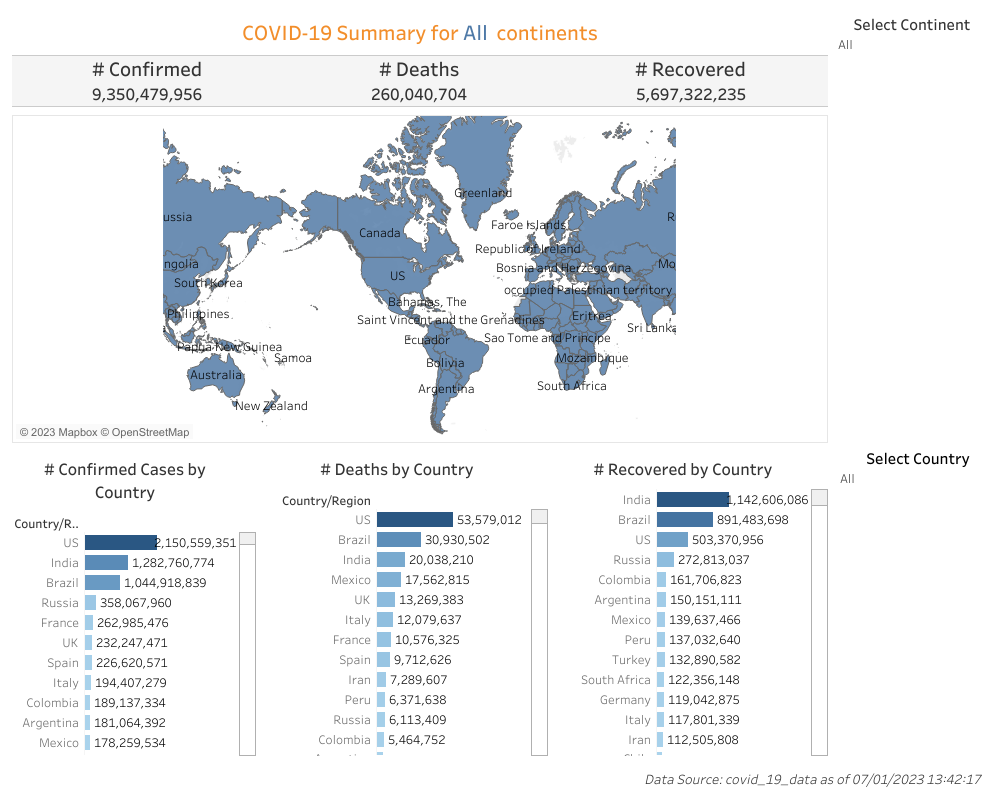 COVID-19 Summary for All continents
Select Continent
All
# Confirmed
# Deaths
# Recovered
9,350,479,956
260,040,704
5,697,322,235
Greenland
ussia
R
Faroe Islands
Canada
Republic of Ireland
ngolia
Bosnia and Herzegovina
Mo
US
South Korea
occupied Palestinian territory
Bahamas, The
Philippines
Saint Vincent and the Grenadines
Eritrea
Sri Lanka
Ecuador
Sao Tome and Principe
Papua New Guinea
Samoa
Mozambique
Bolivia
Australia
Argentina
South Africa
New Zealand
© 2023 Mapbox © OpenStreetMap
Select Country
All
# Confirmed Cases by
Country
Country/R..
US 2,150,559,351
India 1,282,760,774
Brazil 1,044,918,839
Russia 358,067,960
France 262,985,476
UK 232,247,471
Spain 226,620,571
Italy 194,407,279
Colombia 189,137,334
Argentina 181,064,392
Mexico 178,259,534
# Deaths by Country
Country/Region
US 53,579,012
Brazil 30,930,502
India 20,038,210
Mexico 17,562,815
UK 13,269,383
Italy 12,079,637
France 10,576,325
Spain 9,712,626
Iran 7,289,607
Peru 6,371,638
Russia 6,113,409
Colombia 5,464,752
# Recovered by Country
India 1,142,606,086
Brazil 891,483,698
US 503,370,956
Russia 272,813,037
Colombia 161,706,823
Argentina 150,151,111
Mexico 139,637,466
Peru 137,032,640
Turkey 132,890,582
South Africa 122,356,148
Germany 119,042,875
Italy 117,801,339
Iran 112,505,808
Data Source: covid_19_data as of 07/01/2023 13:42:17